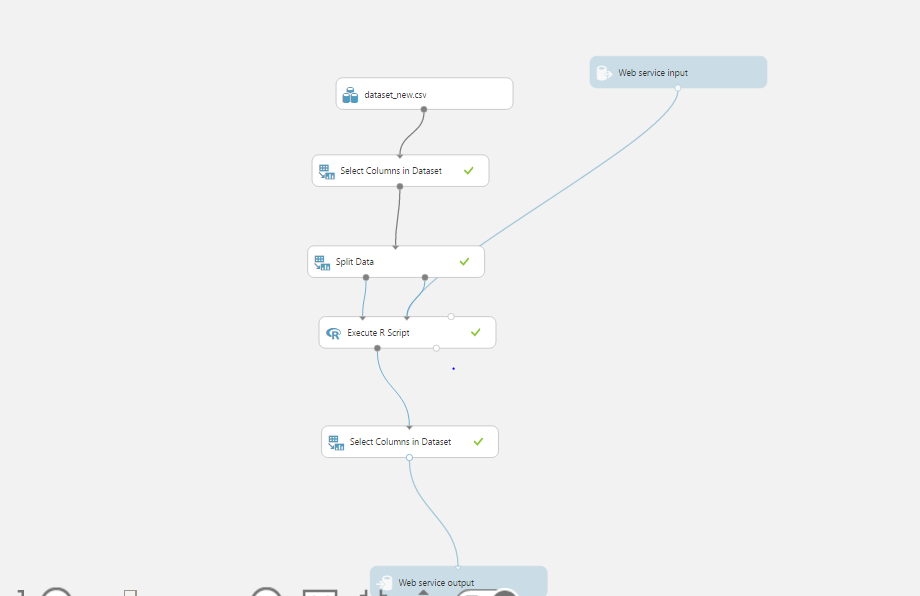 Web service input
dataset_new.csv
Select Columns in Dataset
Split Data
Execute R Script
Select Columns in Dataset
Web service output